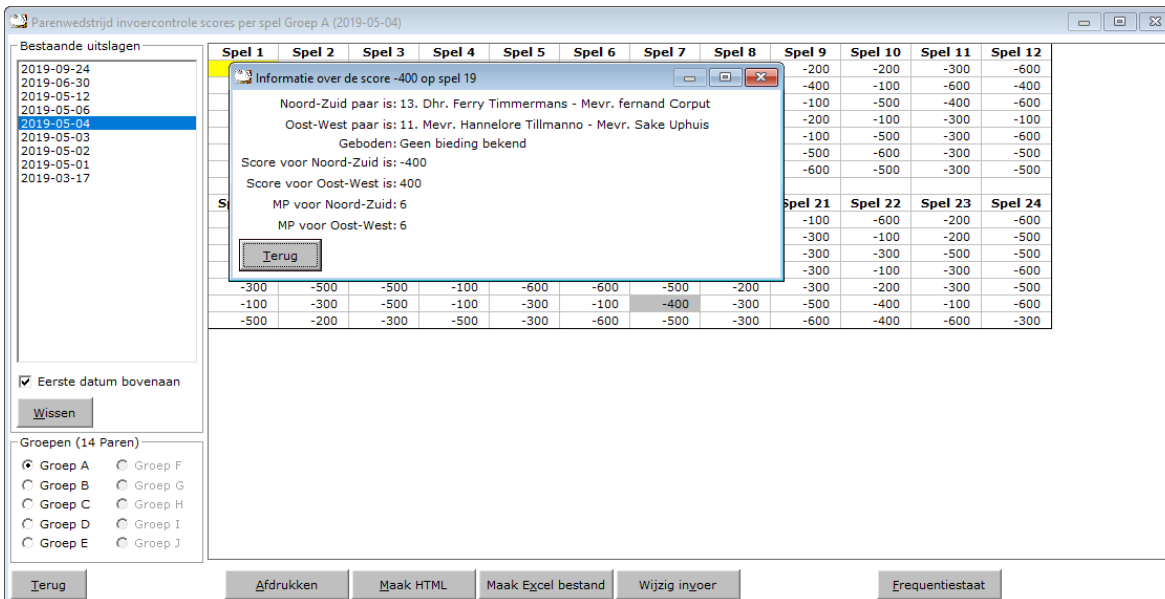 Parenwedstrijd invoercontrole scores per spel Groep A (2019-05-04)
Bestaande uitslagen
2019-09-24
2019-06-30
2019-05-12
2019-05-06
2019-05-04
2019-05-03
2019-05-02
2019-05-01
2019-03-17
Eerste datum bovenaan
Wissen
Groepen (14 Paren)
Groep A Groep F
Groep B Groep G
Groep C Groep H
Groep D Groep I
Groep E Groep J
Spel 1 Spel 2 Spel 3 Spel 4 Spel 5 Spel 6 Spel 7 Spel 8 Spel 9 Spel 10 Spel 11 Spel 12
-200 -200 -300 -600
-400 -100 -600 -400
-100 -500 -400 -600
-200 -100 -300 -100
-100 -500 -300 -600
-500 -600 -300 -500
-600 -500 -300 -500
Informatie over de score -400 op spel 19
Noord-Zuid paar is: 13. Dhr. Ferry Timmermans - Mevr. fernand Corput
Oost-West paar is: 11. Mevr. Hannelore Tillmanno - Mevr. Sake Uphuis
Geboden: Geen bieding bekend
Score voor Noord-Zuid is: -400
Score voor Oost-West is: 400
MP voor Noord-Zuid: 6
MP voor Oost-West: 6
Terug
Spel 21 Spel 22 Spel 23 Spel 24
-100 -600 -200 -600
-300 -100 -200 -500
-300 -300 -500 -500
-300 -100 -300 -600
-300 -500 -500 -100 -600 -600 -500 -200 -300 -200 -300 -500
-100 -300 -500 -100 -300 -100 -400 -300 -500 -400 -100 -600
-500 -200 -300 -500 -300 -600 -500 -300 -600 -400 -600 -300
Terug Afdrukken Maak HTML Maak Excel bestand Wijzig invoer Frequentiestaat